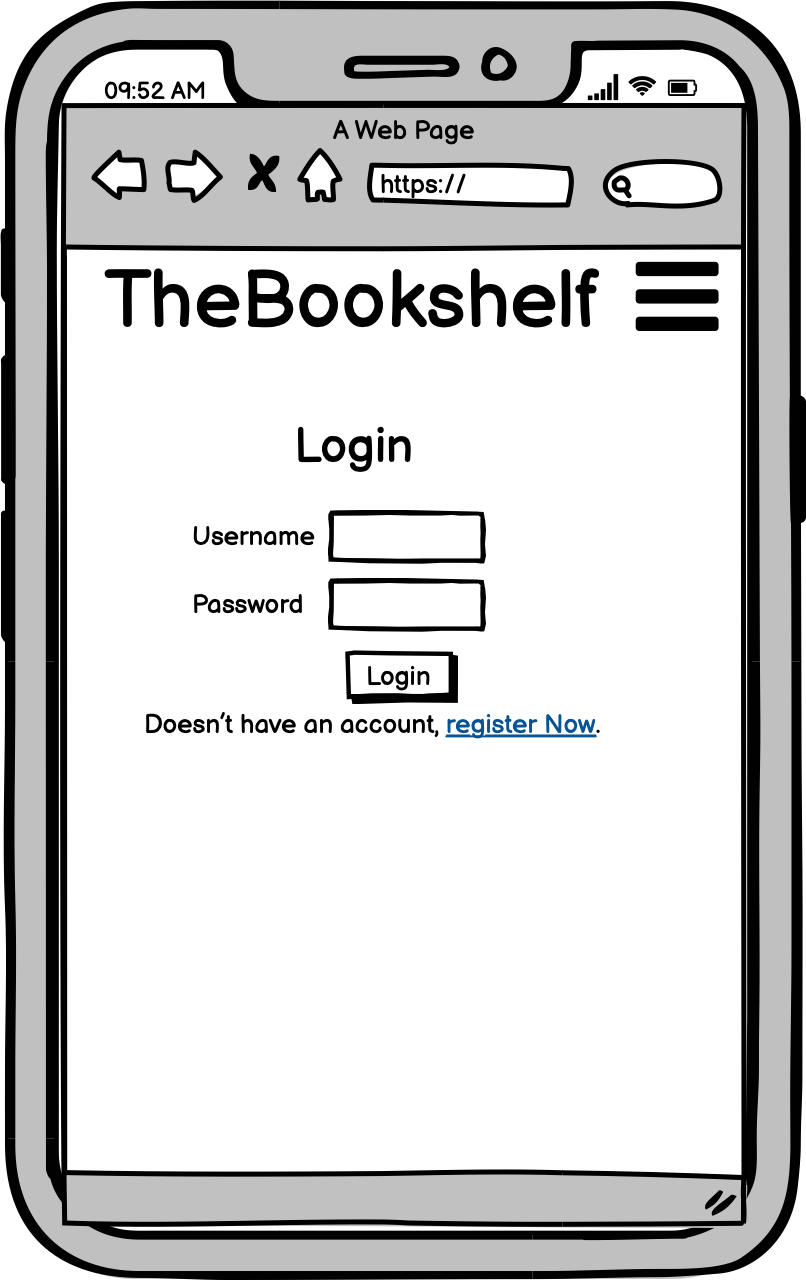 09:52 AM
A Web Page
https://
TheBookshelf
Login
Username
Password
Login
Doesn't have an account, register Now.